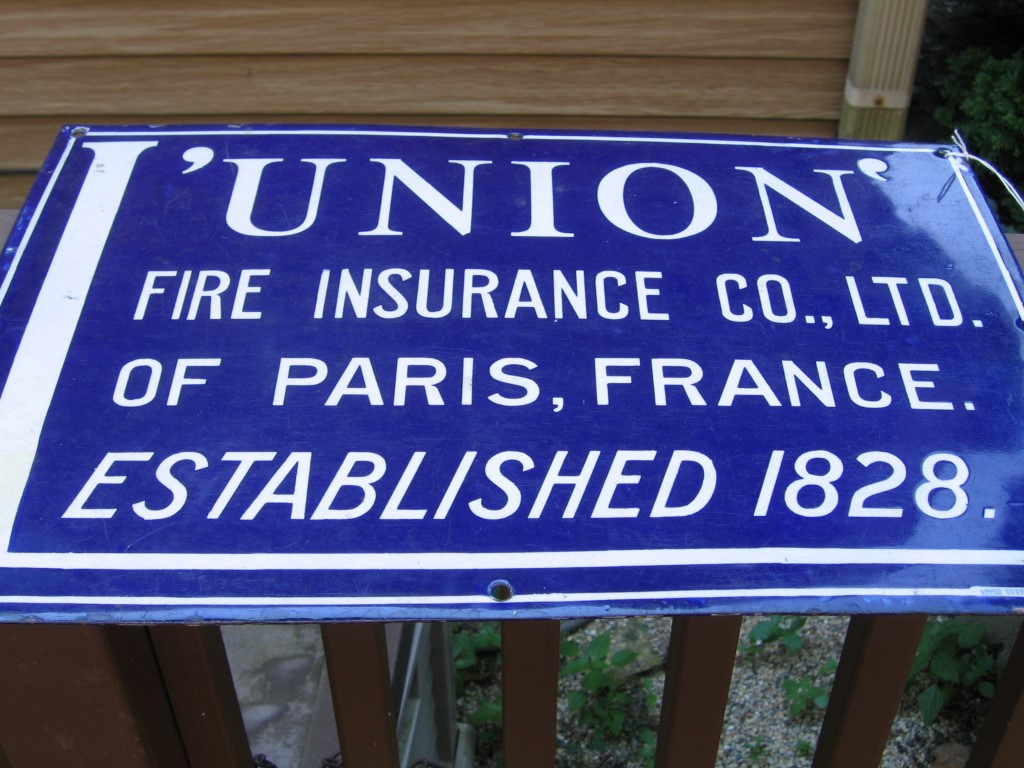 L'UNION'
FIRE INSURANCE CO., LTD.
OF PARIS, FRANCE.
ESTABLISHED 1828.